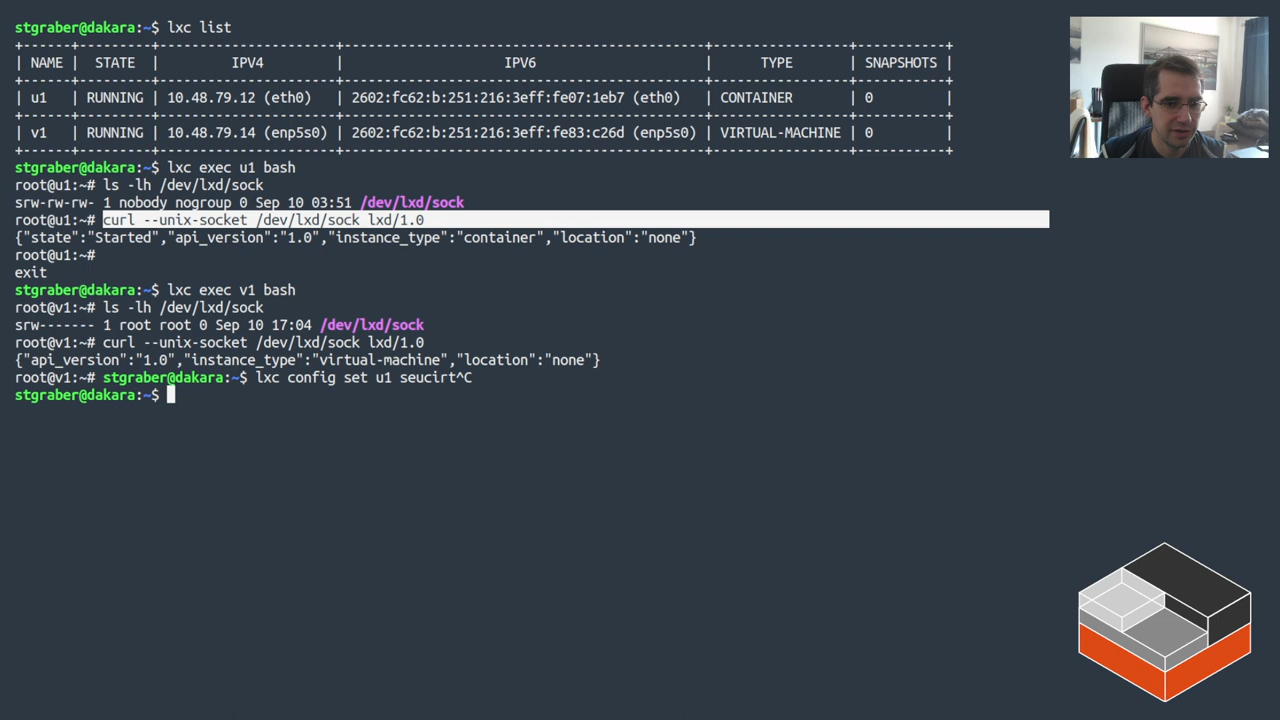 stgraber@dakara:~$ lxc list
+------+---------+----------------------+-----------------------------------------------+-----------------+-----------+
| NAME | STATE | IPV4 | IPV6 | TYPE | SNAPSHOTS |
+------+---------+----------------------+-----------------------------------------------+-----------------+-----------+
| u1 | RUNNING | 10.48.79.12 (eth0) | 2602:fc62:b:251:216:3eff:fe07:1eb7 (eth0) | CONTAINER | 0 |
+------+---------+----------------------+-----------------------------------------------+-----------------+-----------+
| v1 | RUNNING | 10.48.79.14 (enp5s0) | 2602:fc62:b:251:216:3eff:fe83:c26d (enp5s0) | VIRTUAL-MACHINE | 0 |
+------+---------+----------------------+-----------------------------------------------+-----------------+-----------+
stgraber@dakara:~$ lxc exec u1 bash
root@u1:~# ls -lh /dev/lxd/sock
srw-rw-rw- 1 nobody nogroup 0 Sep 10 03:51 /dev/lxd/sock
root@u1:~# curl --unix-socket /dev/lxd/sock lxd/1.0
{"state":"Started","api_version":"1.0","instance_type":"container","location":"none"}
root@u1:~#
exit
stgraber@dakara:~$ lxc exec v1 bash
root@v1:~# ls -lh /dev/lxd/sock
srw------- 1 root root 0 Sep 10 17:04 /dev/lxd/sock
root@v1:~# curl --unix-socket /dev/lxd/sock lxd/1.0
{"api_version":"1.0","instance_type":"virtual-machine","location":"none"}
root@v1:~# stgraber@dakara:~$ lxc config set u1 seucirt^C
stgraber@dakara:~$